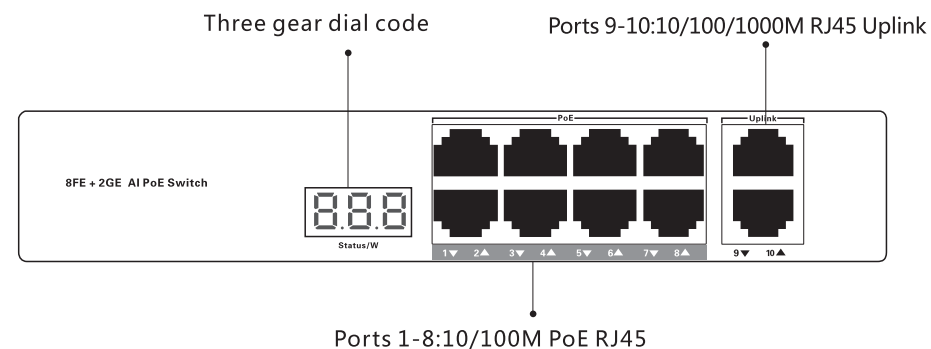 Three gear dial code
Ports 9-10:10/100/1000M RJ45 Uplink
PoE
Uplink
8FE + 2GE AI PoE Switch
8.8.8
Status/W
1▼ 2▲ 3▼ 4▲ 5▼ 6▲ 7▼ 8▲ 9▼ 10▲
Ports 1-8:10/100M PoE RJ45